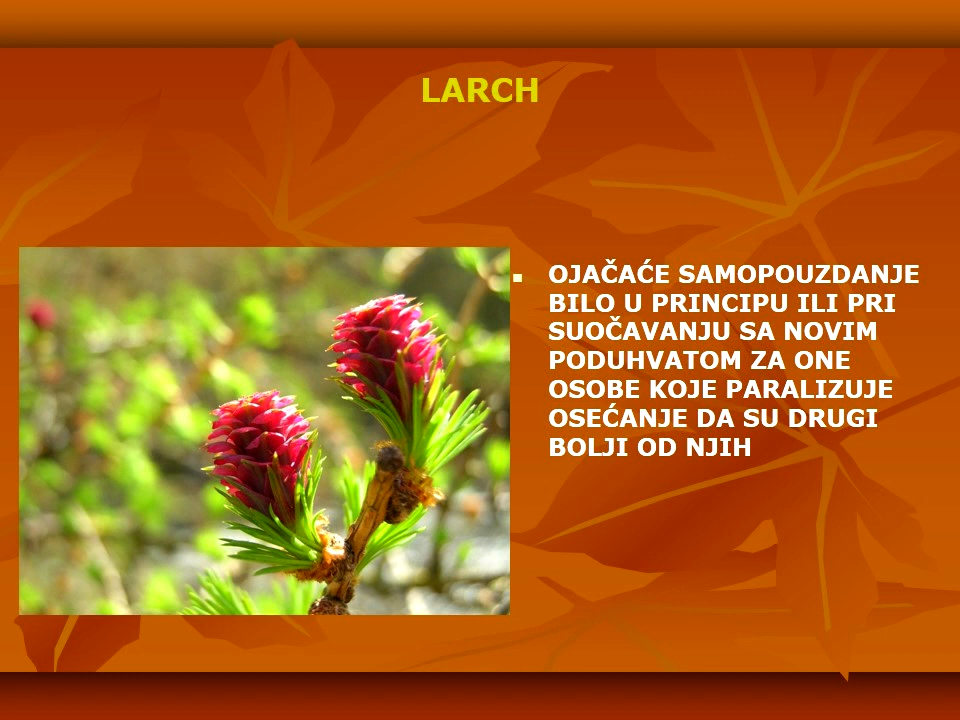 LARCH
OJAČAĆE SAMOPOUZDANJE
BILO U PRINCIPU ILI PRI
SUOČAVANJU SA NOVIM
PODUHVATOM ZA ONE
OSOBE KOJE PARALIZUJE
OSEĆANJE DA SU DRUGI
BOLJI OD NJIH